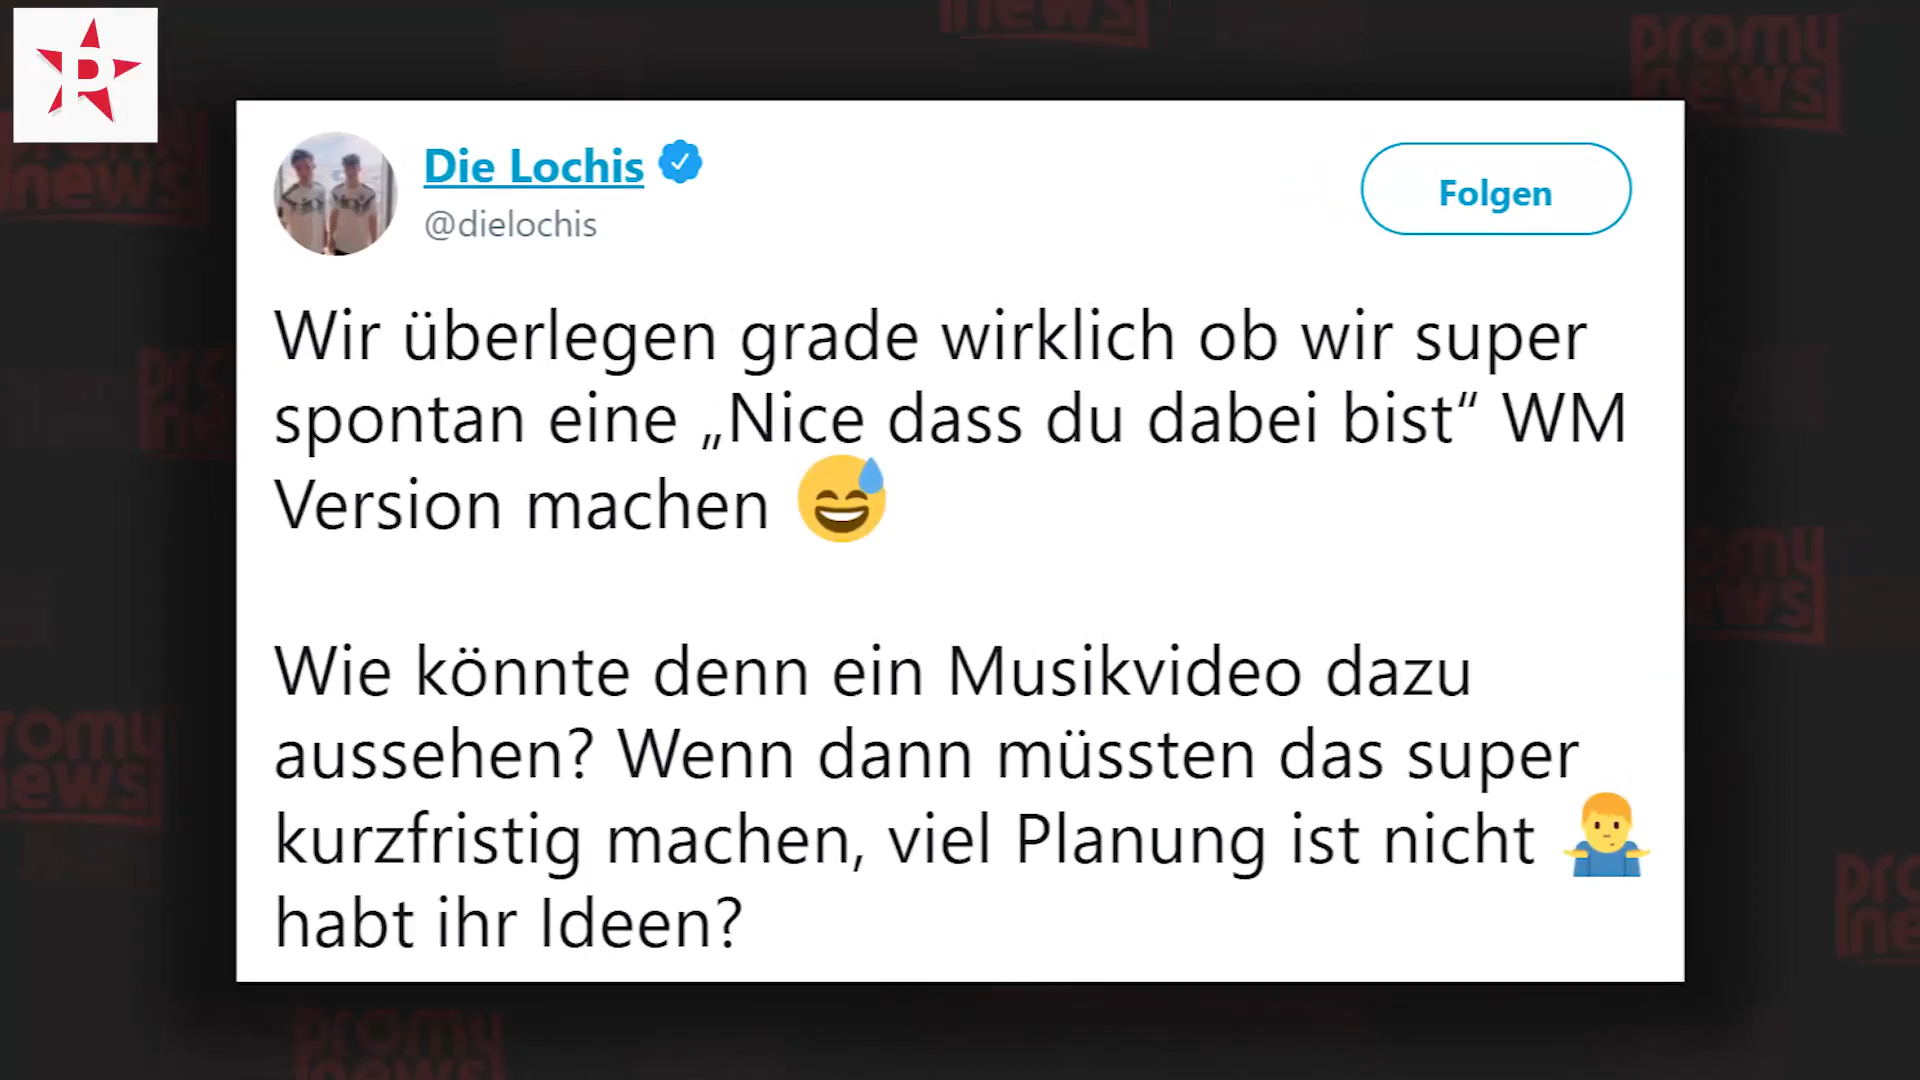 Die Lochis
@dielochis
Folgen
Wir überlegen grade wirklich ob wir super
spontan eine „Nice dass du dabei bist“ WM
Version machen 😅
Wie könnte denn ein Musikvideo dazu
aussehen? Wenn dann müssten das super
kurzfristig machen, viel Planung ist nicht 🤷‍♂️
habt ihr Ideen?
promy
news